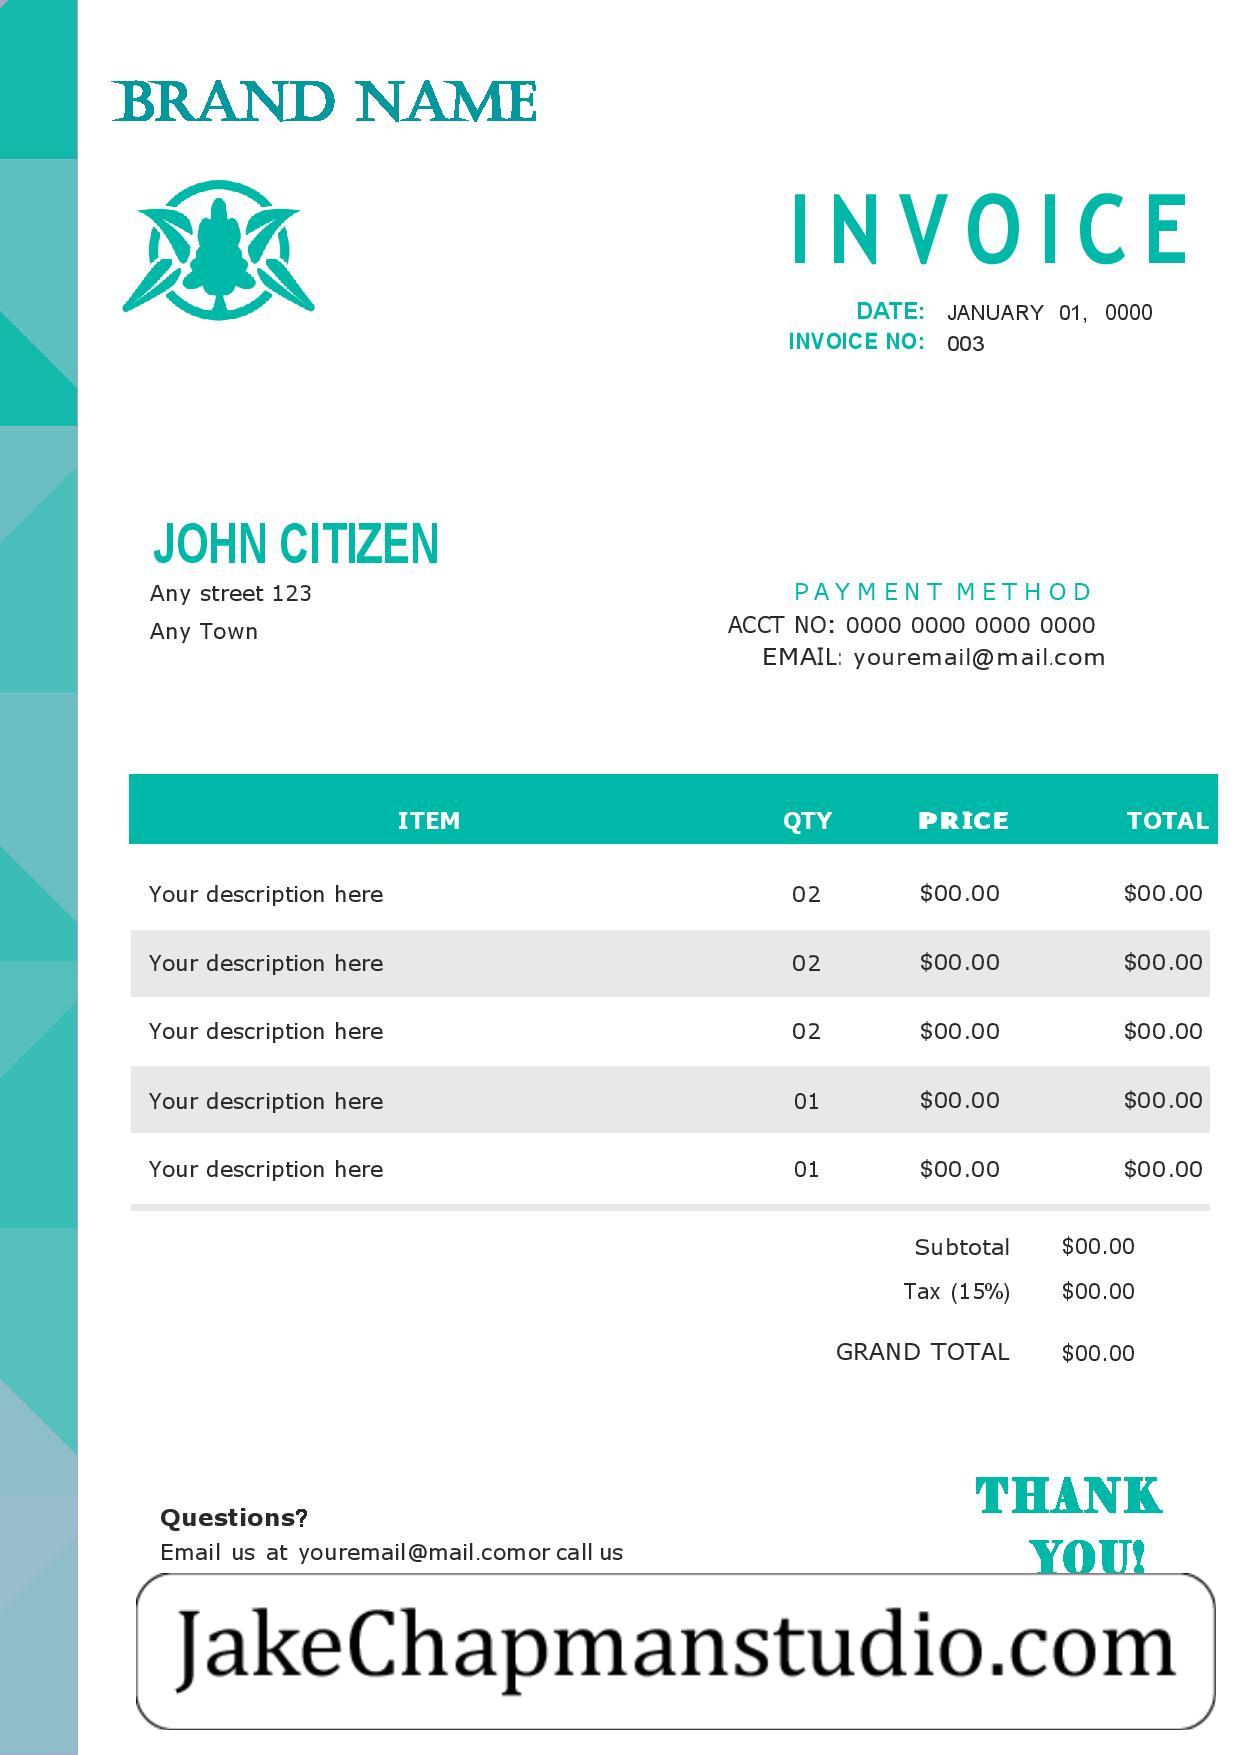 BRAND NAME
INVOICE
DATE: JANUARY 01, 0000
INVOICE NO: 003
JOHN CITIZEN
Any street 123
Any Town
PAYMENT METHOD
ACCT NO: 0000 0000 0000 0000
EMAIL: youremail@mail.com
ITEM QTY PRICE TOTAL
Your description here 02 $00.00 $00.00
Your description here 02 $00.00 $00.00
Your description here 02 $00.00 $00.00
Your description here 01 $00.00 $00.00
Your description here 01 $00.00 $00.00
Subtotal $00.00
Tax (15%) $00.00
GRAND TOTAL $00.00
THANK
YOU!
Questions?
Email us at youremail@mail.comor call us
JakeChapmanstudio.com